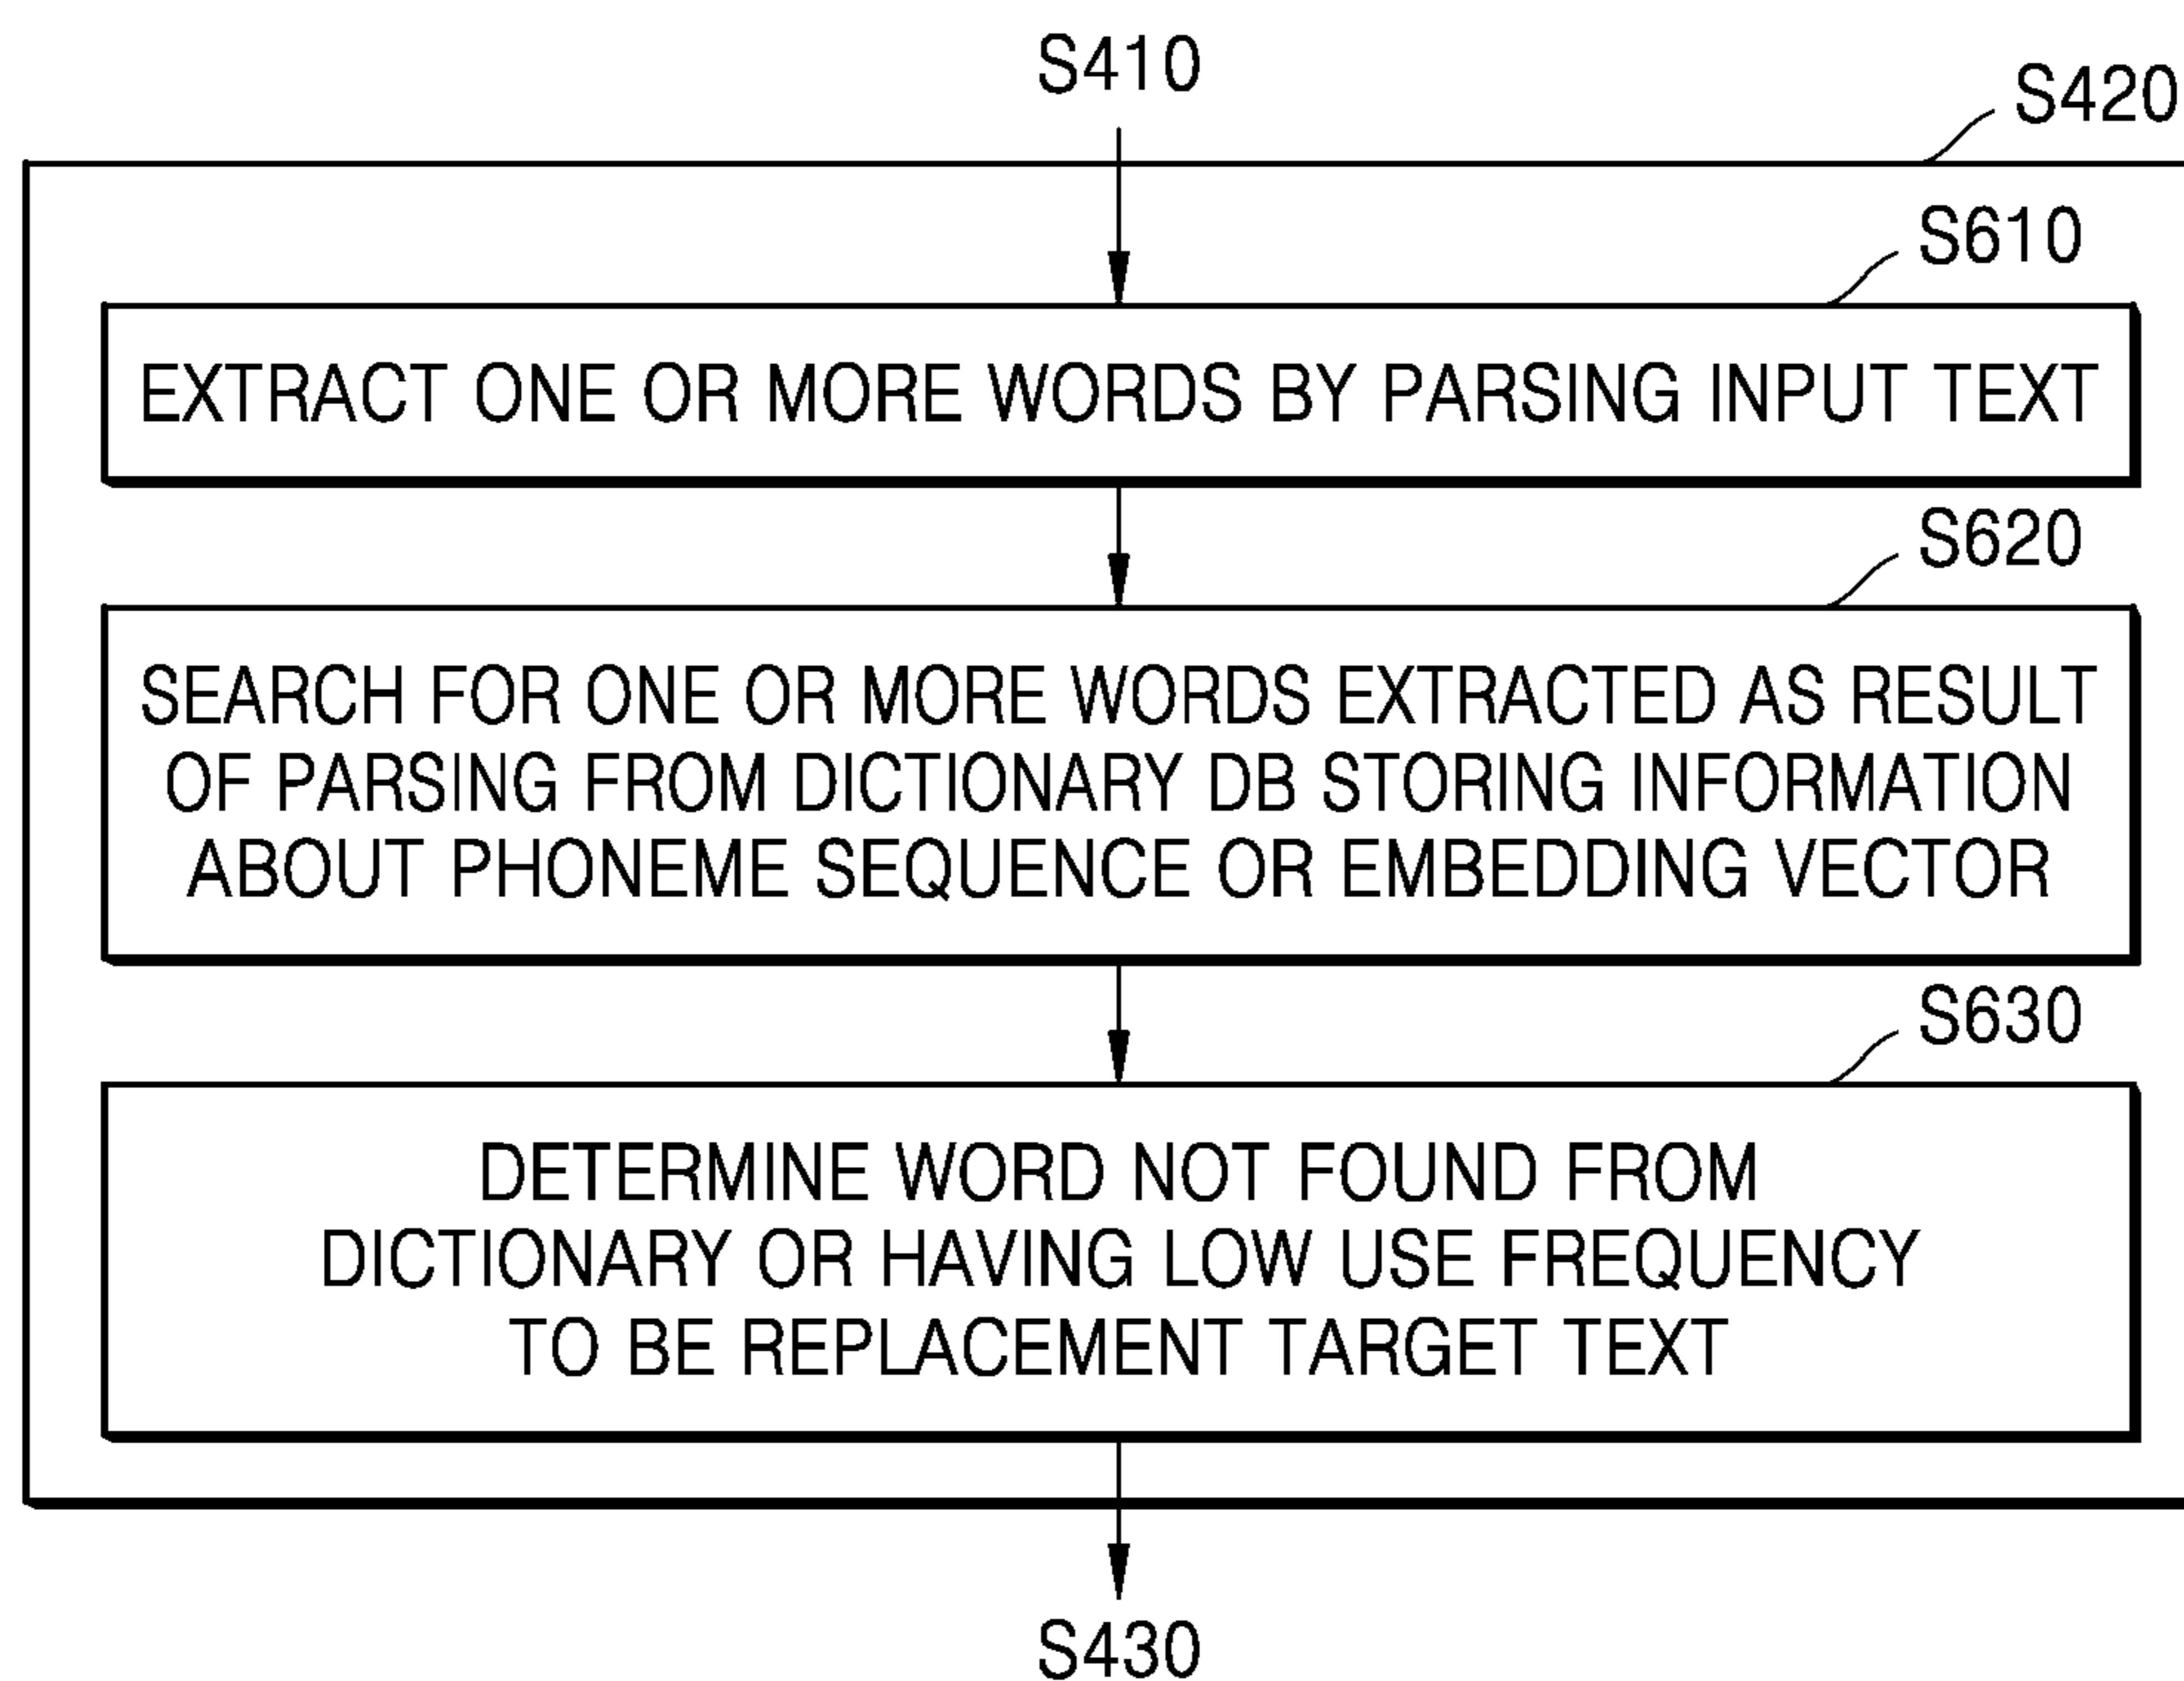 S410
S420
S610
EXTRACT ONE OR MORE WORDS BY PARSING INPUT TEXT
S620
SEARCH FOR ONE OR MORE WORDS EXTRACTED AS RESULT
OF PARSING FROM DICTIONARY DB STORING INFORMATION
ABOUT PHONEME SEQUENCE OR EMBEDDING VECTOR
S630
DETERMINE WORD NOT FOUND FROM
DICTIONARY OR HAVING LOW USE FREQUENCY
TO BE REPLACEMENT TARGET TEXT
S430